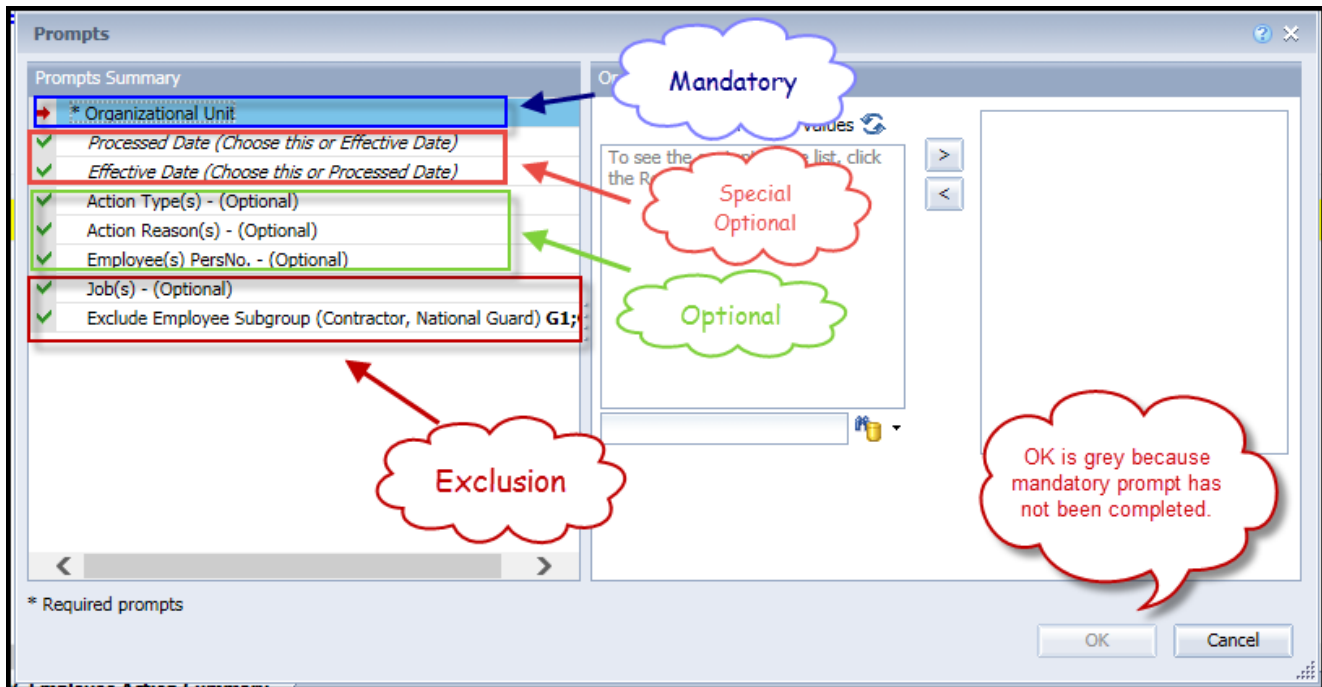 Prompts
Prompts Summary
Mandatory
* Organizational Unit
Processed Date (Choose this or Effective Date)
Effective Date (Choose this or Processed Date)
Action Type(s) - (Optional)
Action Reason(s) - (Optional)
Employee(s) PersNo. - (Optional)
Job(s) - (Optional)
Exclude Employee Subgroup (Contractor, National Guard) G1;
To see the list, click
the
Special
Optional
Optional
Exclusion
OK is grey because
mandatory prompt has
not been completed.
* Required prompts
OK
Cancel
Employee Action Summary